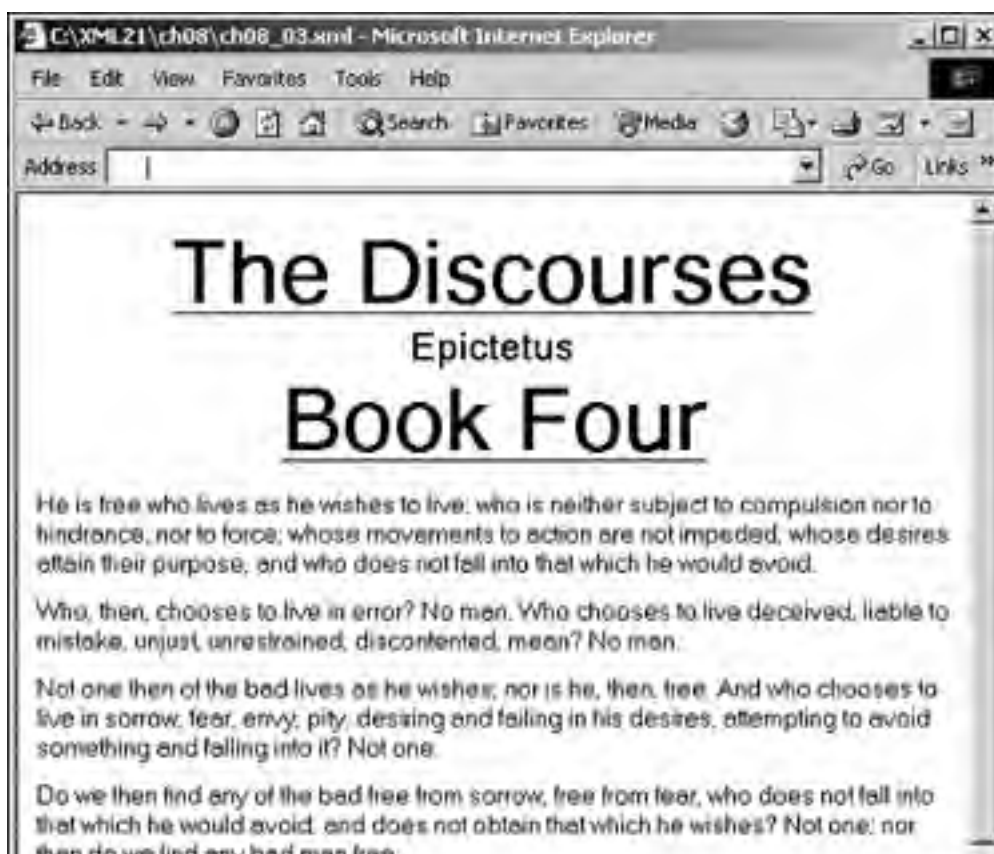 C:\XML21\ch08\ch08_03.xml - Microsoft Internet Explorer
File Edit View Favorites Tools Help
Back Search Favorites Media
Address Go Links »
The Discourses
Epictetus
Book Four
He is free who lives as he wishes to live; who is neither subject to compulsion nor to
hindrance, nor to force; whose movements to action are not impeded, whose desires
attain their purpose, and who does not fall into that which he would avoid.
Who, then, chooses to live in error? No man. Who chooses to live deceived, liable to
mistake, unjust, unrestrained, discontented, mean? No man.
Not one then of the bad lives as he wishes; nor is he, then, free. And who chooses to
live in sorrow, fear, envy, pity, desiring and failing in his desires, attempting to avoid
something and falling into it? Not one.
Do we then find any of the bad free from sorrow, free from fear, who does not fall into
that which he would avoid, and does not obtain that which he wishes? Not one; nor
then do we find any bad man free.